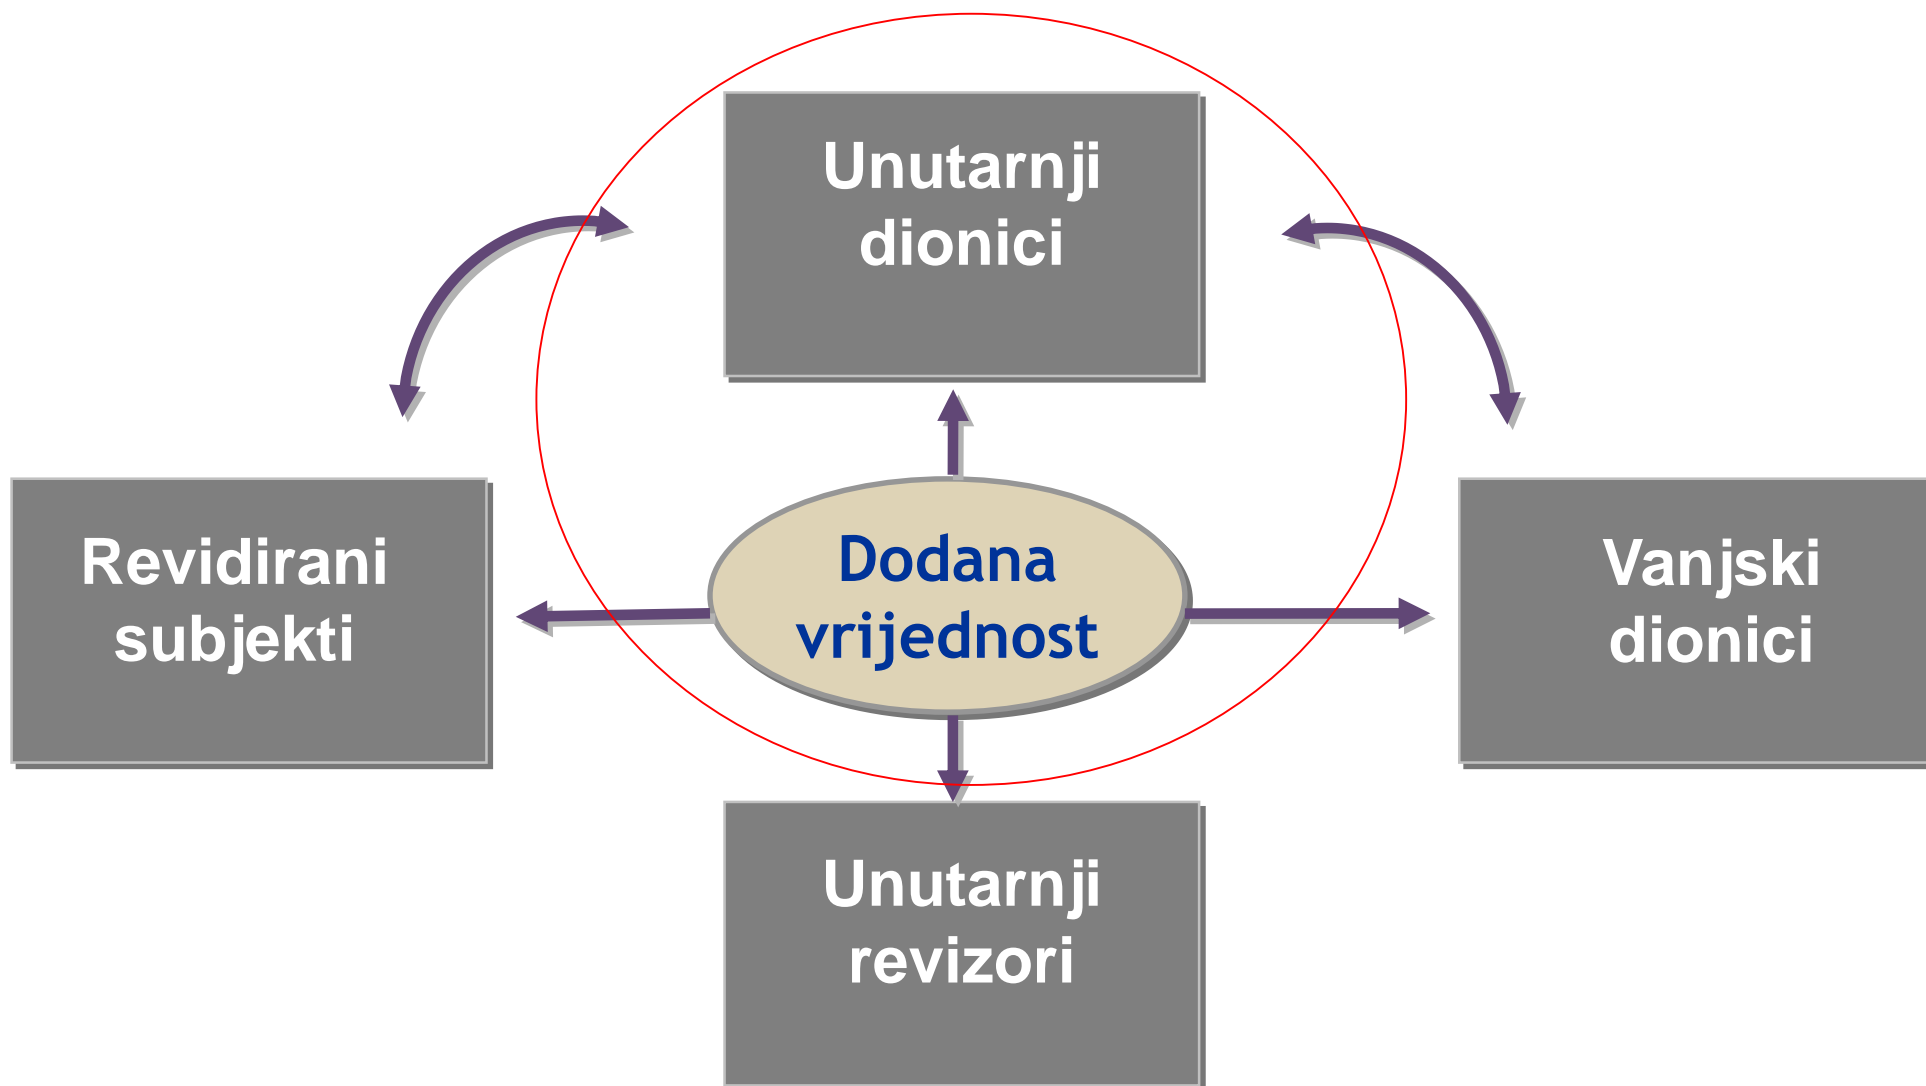 Unutarnji
dionici
Revidirani
subjekti
Dodana
vrijednost
Vanjski
dionici
Unutarnji
revizori